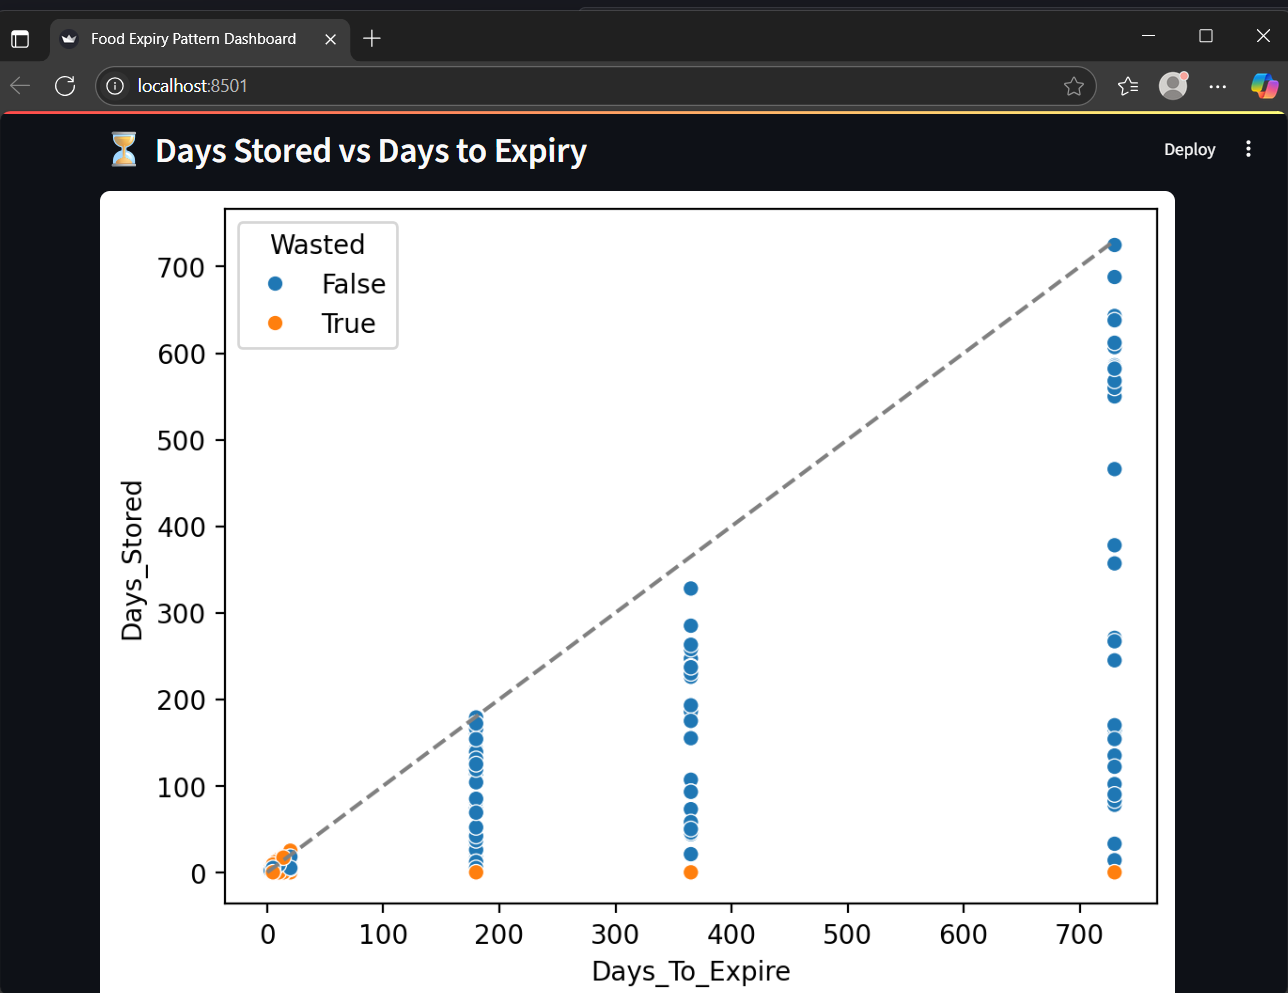 Food Expiry Pattern Dashboard
localhost:8501
Days Stored vs Days to Expiry
Deploy
Wasted
False
True
700
600
500
400
300
200
100
0
Days_Stored
0 100 200 300 400 500 600 700
Days_To_Expire